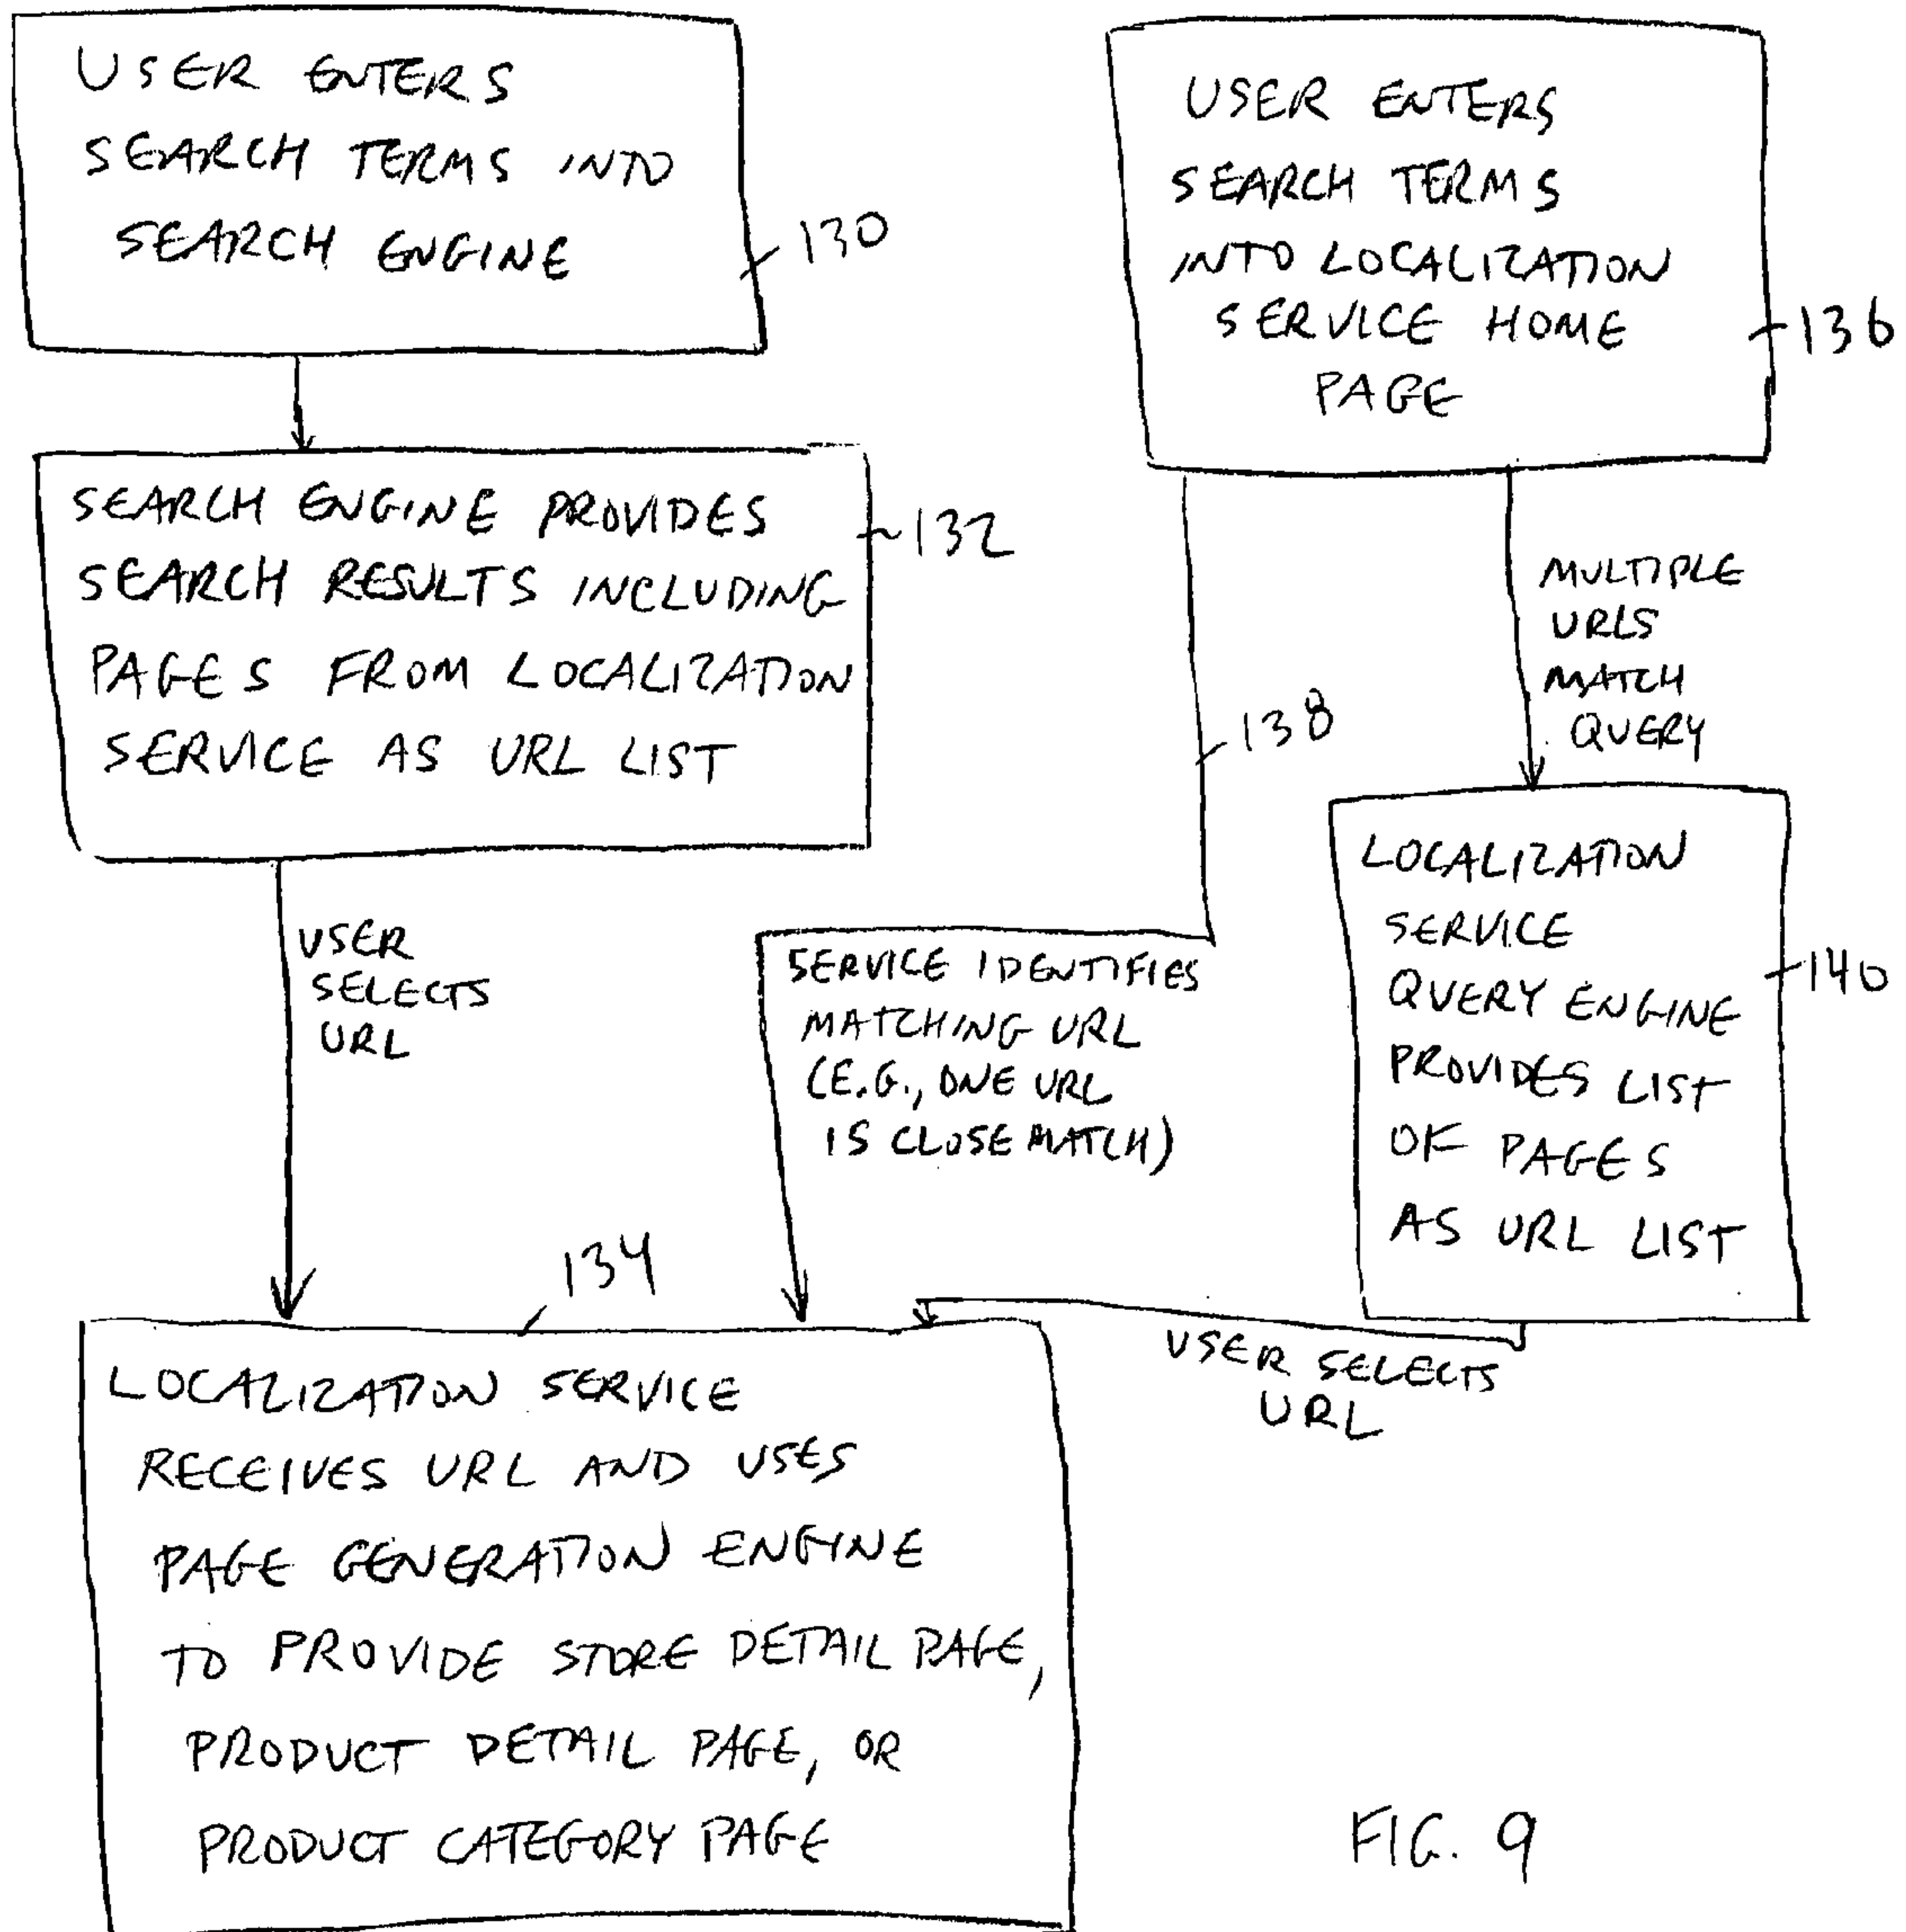 USER ENTERS
SEARCH TERMS INTO
SEARCH ENGINE
130
SEARCH ENGINE PROVIDES
SEARCH RESULTS INCLUDING
PAGES FROM LOCALIZATION
SERVICE AS URL LIST
132
USER
SELECTS
URL
USER ENTERS
SEARCH TERMS
INTO LOCALIZATION
SERVICE HOME
PAGE
136
138
SERVICE IDENTIFIES
MATCHING URL
(E.G., ONE URL
IS CLOSE MATCH)
MULTIPLE
URLS
MATCH
QUERY
LOCALIZATION
SERVICE
QUERY ENGINE
PROVIDES LIST
OF PAGES
AS URL LIST
140
USER SELECTS
URL
134
LOCALIZATION SERVICE
RECEIVES URL AND USES
PAGE GENERATION ENGINE
TO PROVIDE STORE DETAIL PAGE,
PRODUCT DETAIL PAGE, OR
PRODUCT CATEGORY PAGE
FIG. 9